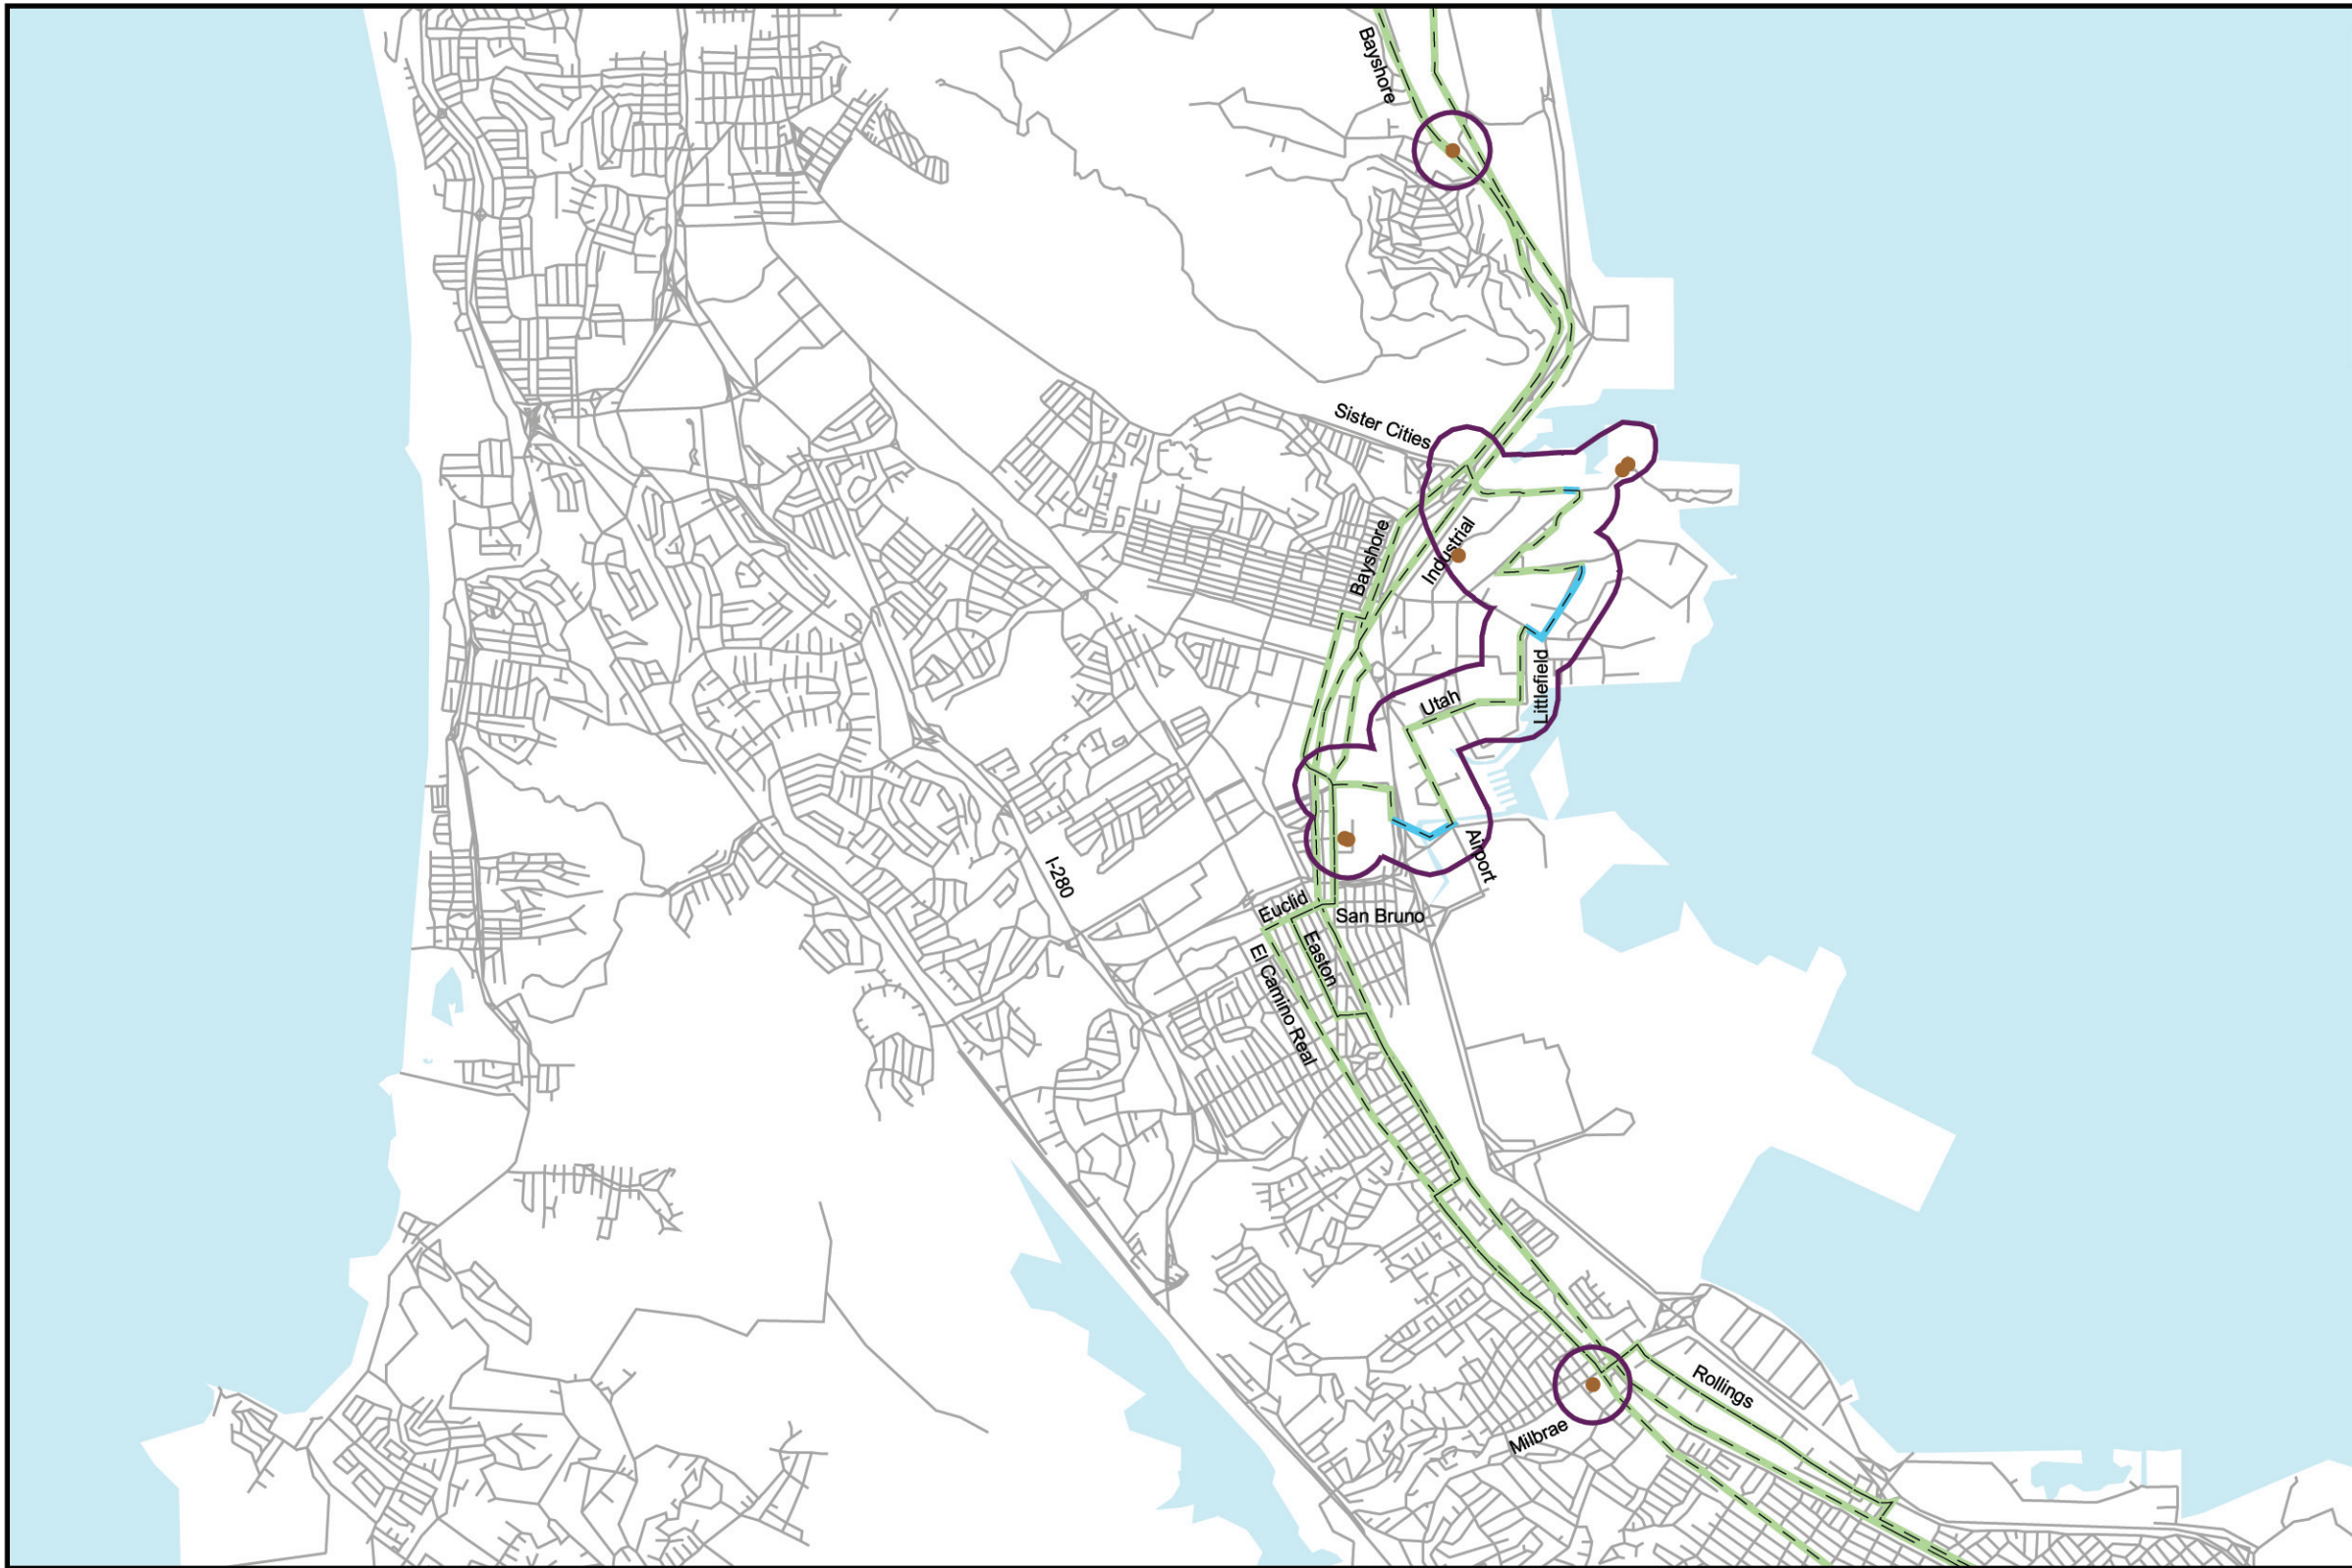 Bayshore
Sister Cities
Bayshore
Industrial
Littlefield
Utah
Airport
I-280
Euclid
San Bruno
Easton
El Camino Real
Rollings
Milbrae